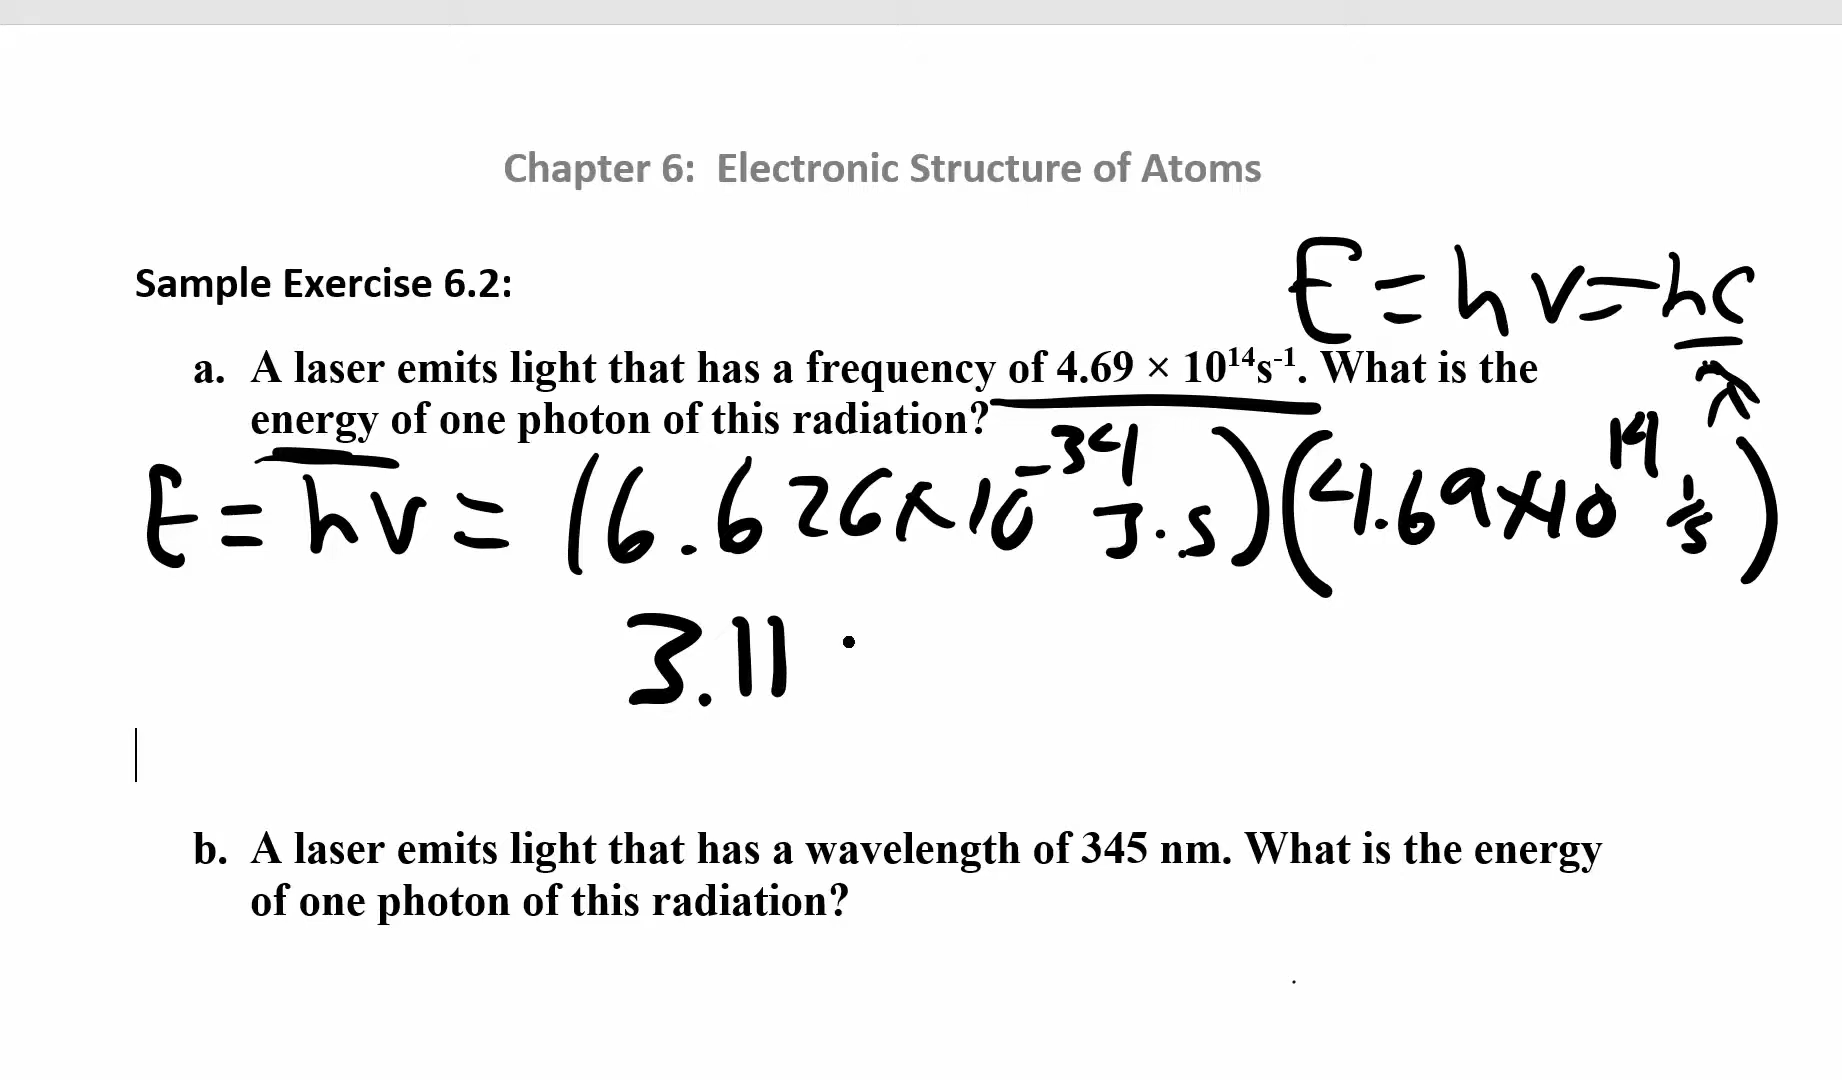 Chapter 6: Electronic Structure of Atoms
Sample Exercise 6.2:
E = hν = hc/λ
a. A laser emits light that has a frequency of 4.69 × 10¹⁴s⁻¹. What is the
energy of one photon of this radiation?
E = hν = (6.626×10⁻³⁴ J·s)(4.69×10¹⁴ 1/s)
3.11
b. A laser emits light that has a wavelength of 345 nm. What is the energy
of one photon of this radiation?